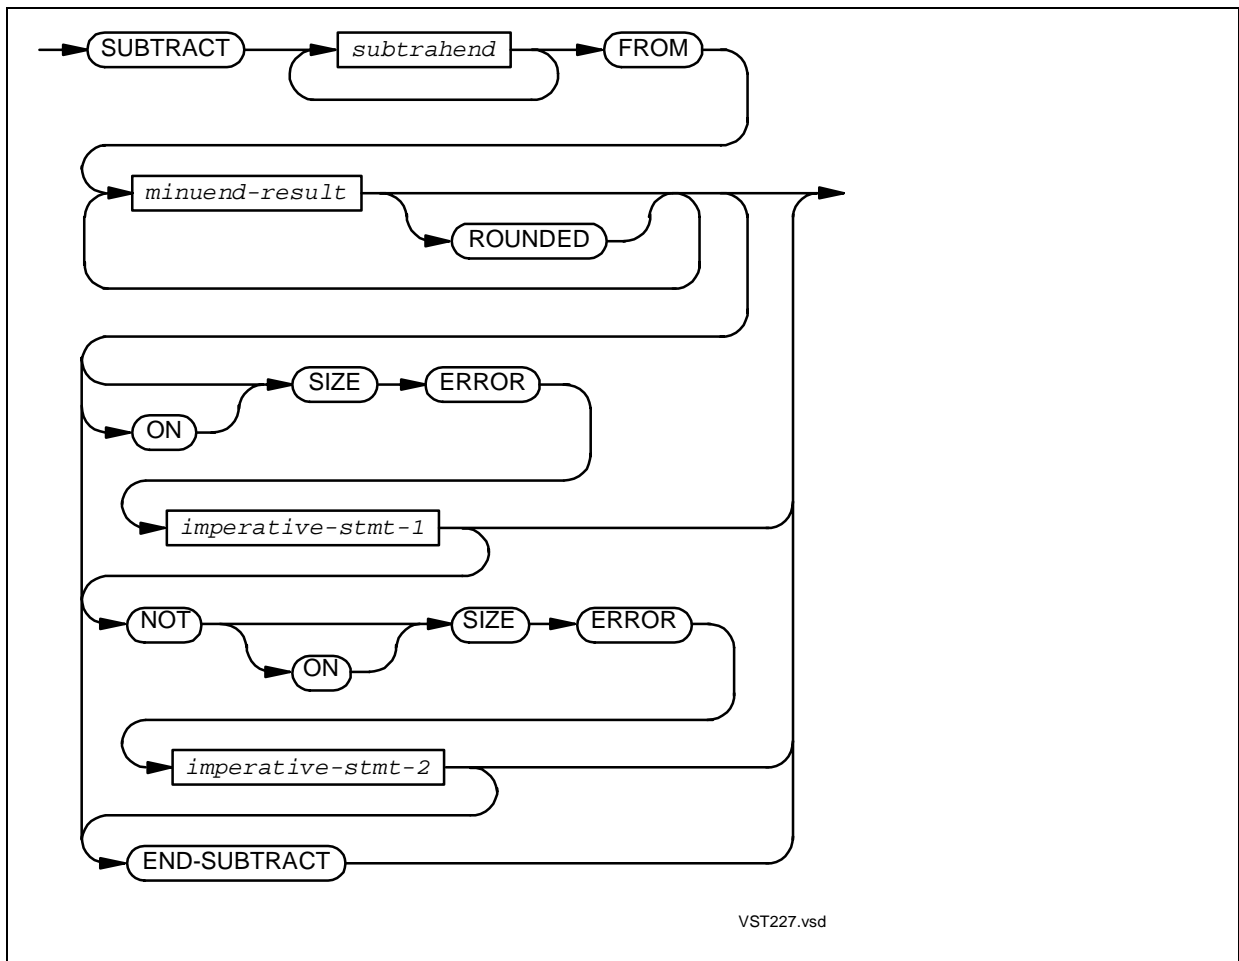 SUBTRACT subtrahend FROM
minuend-result
ROUNDED
SIZE ERROR
ON
imperative-stmt-1
NOT SIZE ERROR
ON
imperative-stmt-2
END-SUBTRACT
VST227.vsd